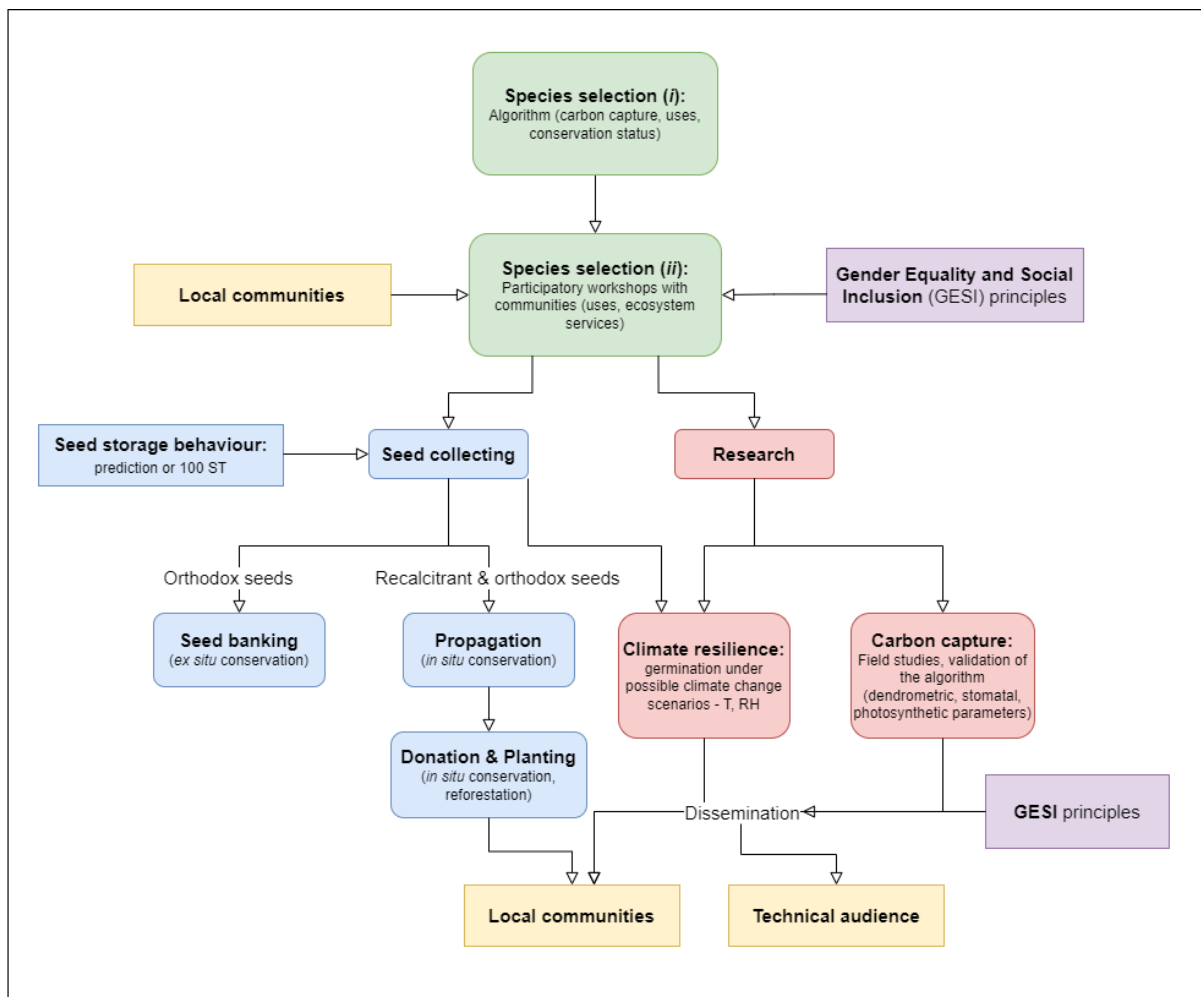 Species selection (i):
Algorithm (carbon capture, uses,
conservation status)
Local communities
Species selection (ii):
Participatory workshops with
communities (uses, ecosystem
services)
Gender Equality and Social
Inclusion (GESI) principles
Seed storage behaviour:
prediction or 100 ST
Seed collecting
Research
Orthodox seeds
Recalcitrant & orthodox seeds
Seed banking
(ex situ conservation)
Propagation
(in situ conservation)
Climate resilience:
germination under
possible climate change
scenarios - T, RH
Carbon capture:
Field studies, validation of
the algorithm
(dendrometric, stomatal,
photosynthetic parameters)
Donation & Planting
(in situ conservation,
reforestation)
Dissemination
GESI principles
Local communities
Technical audience